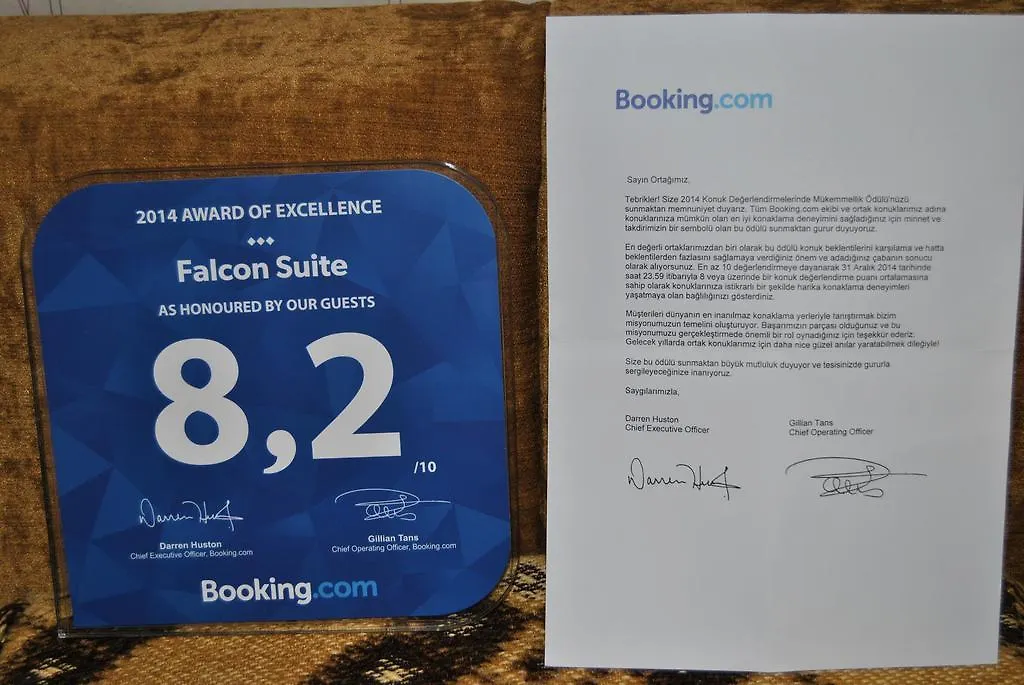 2014 AWARD OF EXCELLENCE
Falcon Suite
AS HONOURED BY OUR GUESTS
8,2
/10
Darren Huston
Chief Executive Officer, Booking.com
Gillian Tans
Chief Operating Officer, Booking.com
Booking.com
Booking.com
Sayın Ortağımız,
Tebrikler! Size 2014 Konuk Değerlendirmelerinde Mükemmellik Ödülü'nüzü
sunmaktan memnuniyet duyarız. Tüm Booking.com ekibi ve ortak konuklarımız adına
konuklarınıza mümkün olan en iyi konaklama deneyimini sağladığınız için minnet ve
takdirimizin bir sembolü olan bu ödülü sunmaktan gurur duyuyoruz.
En değerli ortaklarımızdan biri olarak bu ödülü konuk beklentilerini karşılama ve hatta
beklentilerden fazlasını sağlamaya verdiğiniz önem ve adadığınız çabanın sonucu
olarak alıyorsunuz. En az 10 değerlendirmeye dayanarak 31 Aralık 2014 tarihinde
saat 23.59 itibarıyla 8 veya üzerinde bir konuk değerlendirme puanı ortalamasına
sahip olarak konuklarınıza istikrarlı bir şekilde harika konaklama deneyimleri
yaşatmaya olan bağlılığınızı gösterdiniz.
Müşterileri dünyanın en inanılmaz konaklama yerleriyle tanıştırmak bizim
misyonumuzun temelini oluşturuyor. Başarımızın parçası olduğunuz ve bu
misyonumuzu gerçekleştirmede önemli bir rol oynadığınız için teşekkür ederiz.
Gelecek yıllarda ortak konuklarımız için daha nice güzel anılar yaratabilmek dileğiyle!
Size bu ödülü sunmaktan büyük mutluluk duyuyor ve tesisinizde gururla
sergileyeceğinize inanıyoruz.
Saygılarımızla,
Darren Huston
Chief Executive Officer
Gillian Tans
Chief Operating Officer